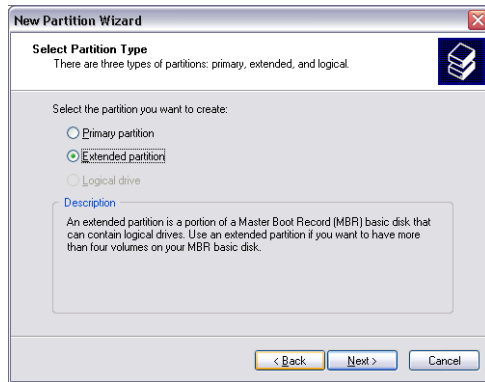 New Partition Wizard
Select Partition Type
There are three types of partitions: primary, extended, and logical.
Select the partition you want to create:
Primary partition
Extended partition
Logical drive
Description
An extended partition is a portion of a Master Boot Record (MBR) basic disk that
can contain logical drives. Use an extended partition if you want to have more
than four volumes on your MBR basic disk.
< Back Next > Cancel